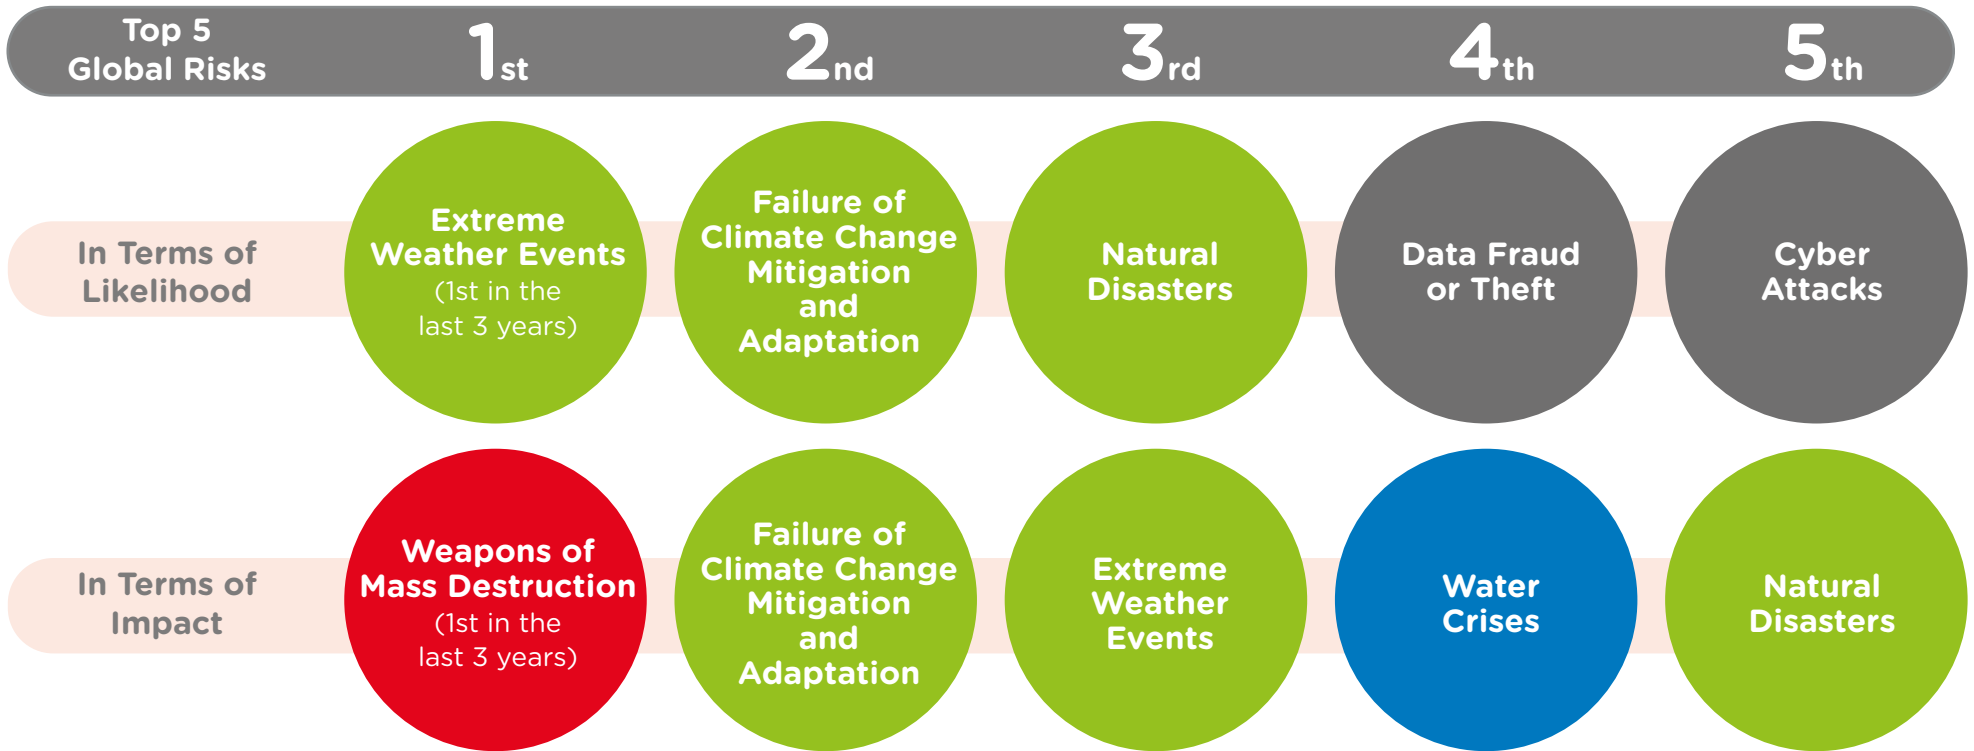 Top 5
Global Risks
1st
2nd
3rd
4th
5th
In Terms of
Likelihood
Extreme
Weather Events
(1st in the
last 3 years)
Failure of
Climate Change
Mitigation
and
Adaptation
Natural
Disasters
Data Fraud
or Theft
Cyber
Attacks
In Terms of
Impact
Weapons of
Mass Destruction
(1st in the
last 3 years)
Failure of
Climate Change
Mitigation
and
Adaptation
Extreme
Weather
Events
Water
Crises
Natural
Disasters